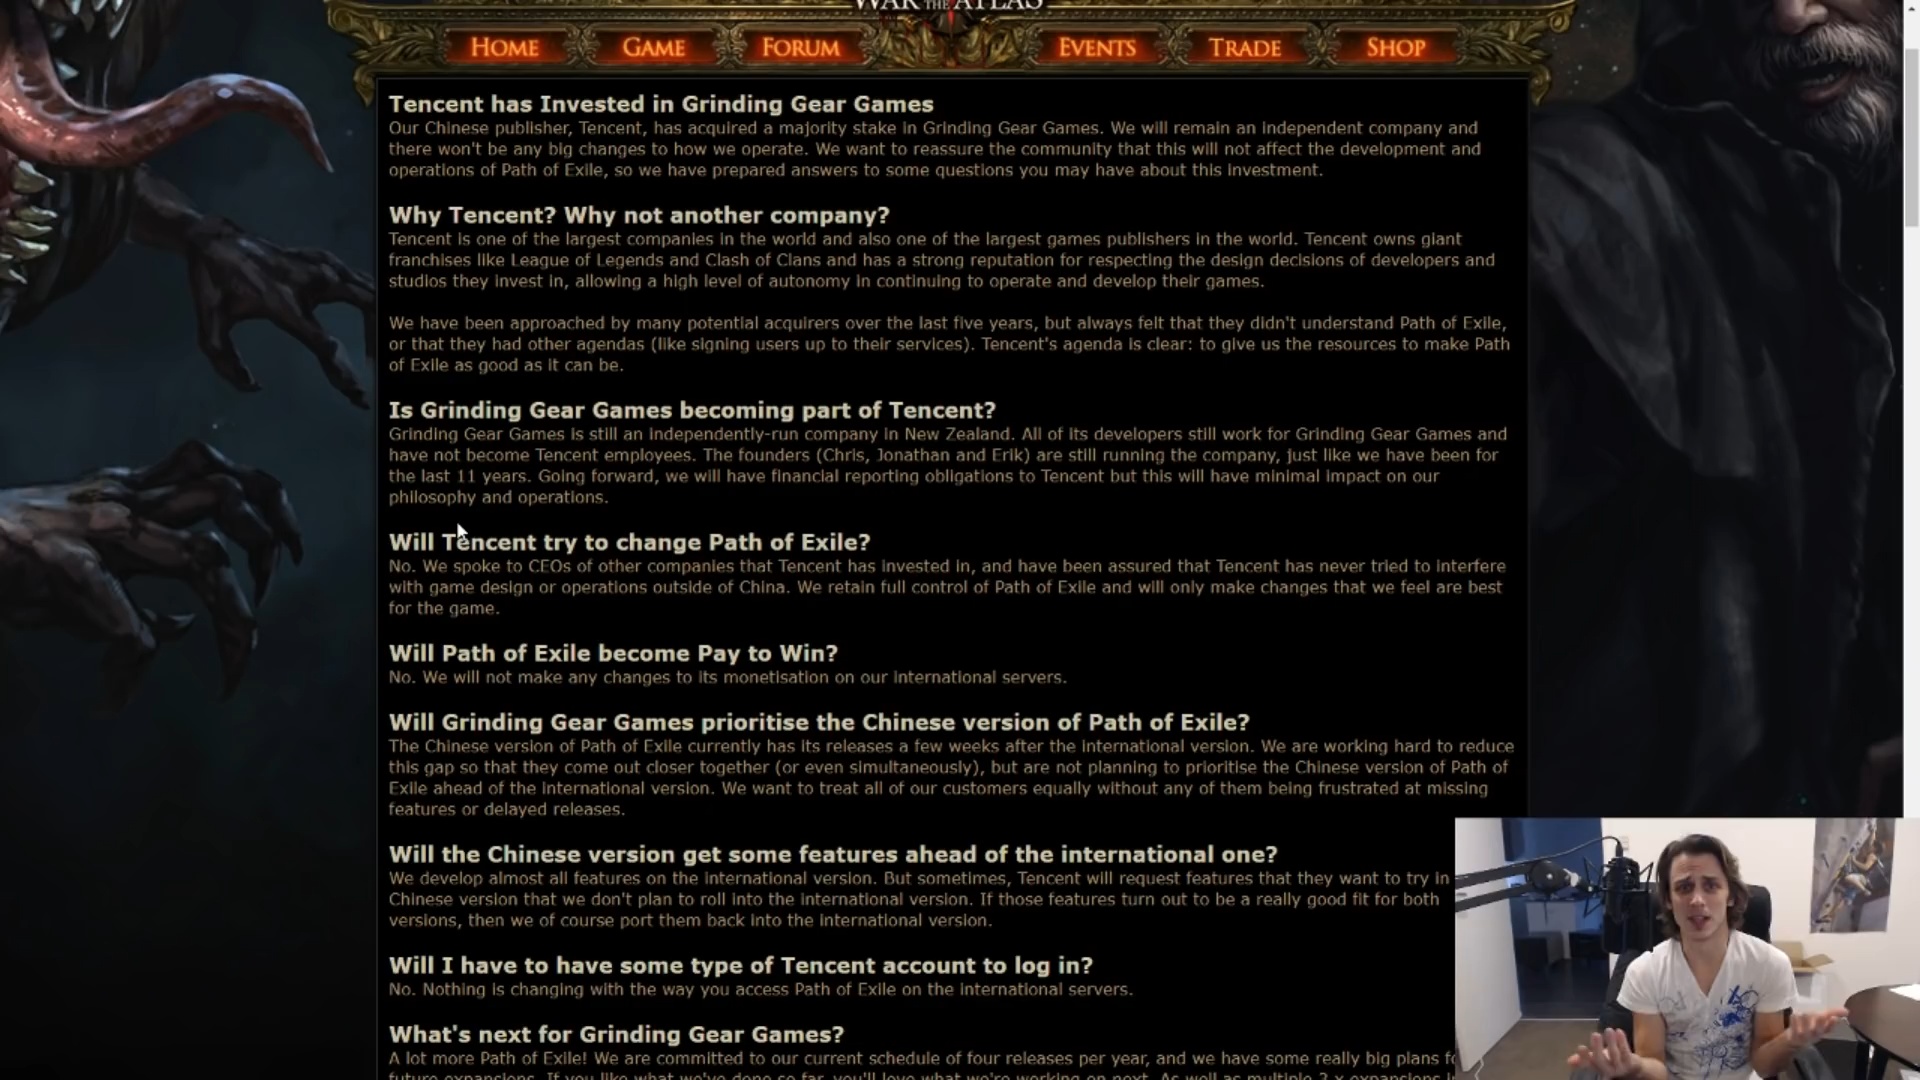 WAR THE ATLAS
HOME GAME FORUM EVENTS TRADE SHOP
Tencent has Invested in Grinding Gear Games
Our Chinese publisher, Tencent, has acquired a majority stake in Grinding Gear Games. We will remain an independent company and
there won't be any big changes to how we operate. We want to reassure the community that this will not affect the development and
operations of Path of Exile, so we have prepared answers to some questions you may have about this investment.
Why Tencent? Why not another company?
Tencent is one of the largest companies in the world and also one of the largest games publishers in the world. Tencent owns giant
franchises like League of Legends and Clash of Clans and has a strong reputation for respecting the design decisions of developers and
studios they invest in, allowing a high level of autonomy in continuing to operate and develop their games.
We have been approached by many potential acquirers over the last five years, but always felt that they didn't understand Path of Exile,
or that they had other agendas (like signing users up to their services). Tencent's agenda is clear: to give us the resources to make Path
of Exile as good as it can be.
Is Grinding Gear Games becoming part of Tencent?
Grinding Gear Games is still an independently-run company in New Zealand. All of its developers still work for Grinding Gear Games and
have not become Tencent employees. The founders (Chris, Jonathan and Erik) are still running the company, just like we have been for
the last 11 years. Going forward, we will have financial reporting obligations to Tencent but this will have minimal impact on our
philosophy and operations.
Will Tencent try to change Path of Exile?
No. We spoke to CEOs of other companies that Tencent has invested in, and have been assured that Tencent has never tried to interfere
with game design or operations outside of China. We retain full control of Path of Exile and will only make changes that we feel are best
for the game.
Will Path of Exile become Pay to Win?
No. We will not make any changes to its monetisation on our international servers.
Will Grinding Gear Games prioritise the Chinese version of Path of Exile?
The Chinese version of Path of Exile currently has its releases a few weeks after the international version. We are working hard to reduce
this gap so that they come out closer together (or even simultaneously), but are not planning to prioritise the Chinese version of Path of
Exile ahead of the international version. We want to treat all of our customers equally without any of them being frustrated at missing
features or delayed releases.
Will the Chinese version get some features ahead of the international one?
We develop almost all features on the international version. But sometimes, Tencent will request features that they want to try in
Chinese version that we don't plan to roll into the international version. If those features turn out to be a really good fit for both
versions, then we of course port them back into the international version.
Will I have to have some type of Tencent account to log in?
No. Nothing is changing with the way you access Path of Exile on the international servers.
What's next for Grinding Gear Games?
A lot more Path of Exile! We are committed to our current schedule of four releases per year, and we have some really big plans
future expansions. If you like what we've done so far, you'll love what we're working on next. As well as multiple 3.x expansions